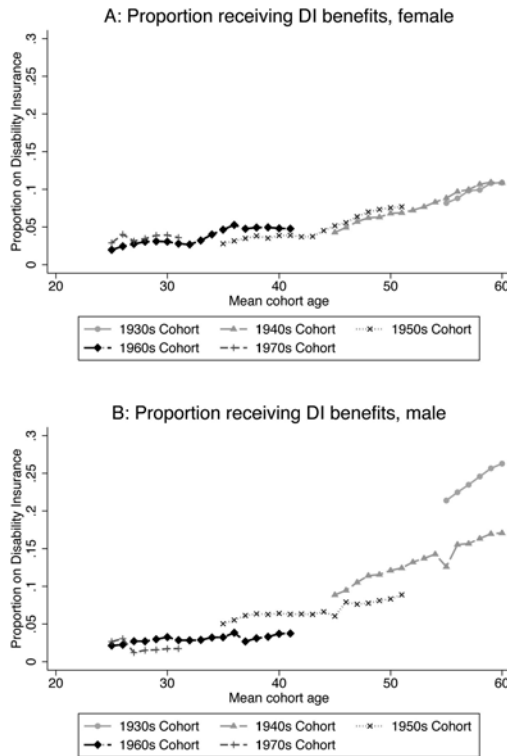 A: Proportion receiving DI benefits, female
Proportion on Disability Insurance
.3
.25
.2
.15
.1
.05
0
20 30 40 50 60
Mean cohort age
1930s Cohort 1940s Cohort 1950s Cohort
1960s Cohort 1970s Cohort
B: Proportion receiving DI benefits, male
Proportion on Disability Insurance
.3
.25
.2
.15
.1
.05
0
20 30 40 50 60
Mean cohort age
1930s Cohort 1940s Cohort 1950s Cohort
1960s Cohort 1970s Cohort